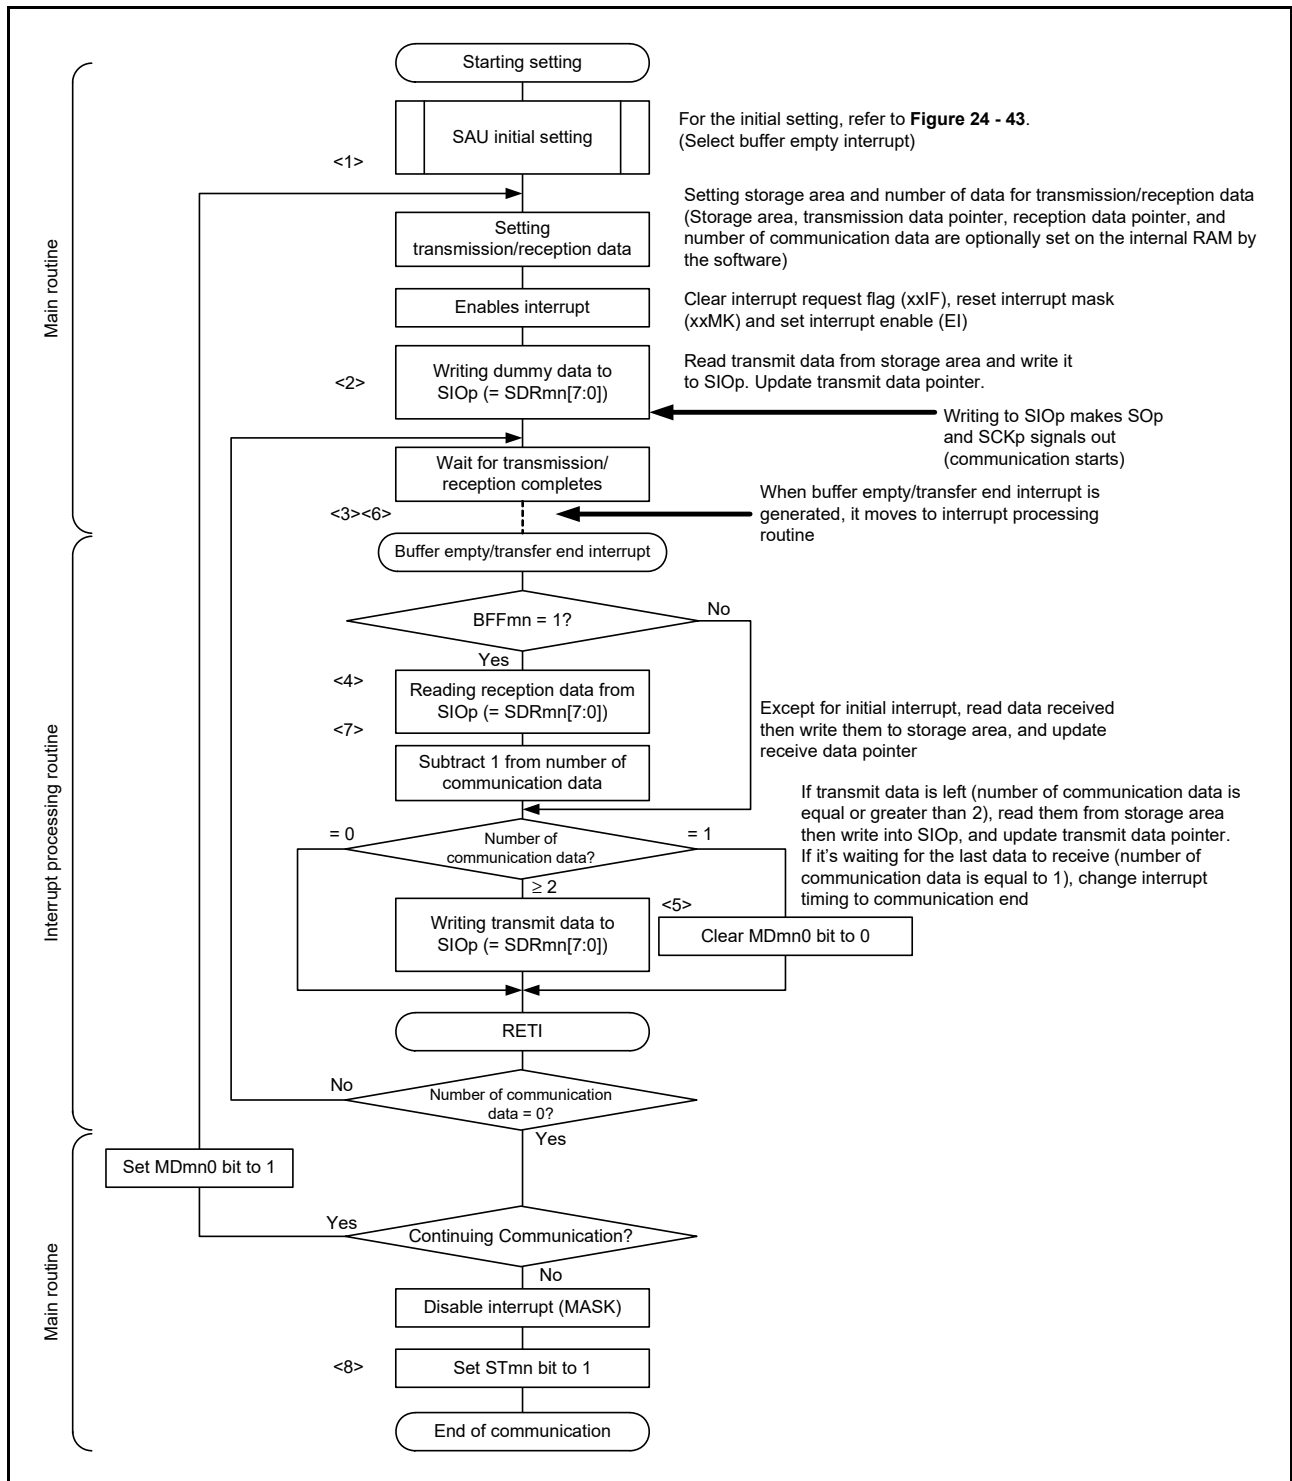 Starting setting
SAU initial setting
For the initial setting, refer to Figure 24 - 43.
(Select buffer empty interrupt)
<1>
Setting storage area and number of data for transmission/reception data
(Storage area, transmission data pointer, reception data pointer, and
number of communication data are optionally set on the internal RAM by
the software)
Setting
transmission/reception data
Main routine
Enables interrupt
Clear interrupt request flag (xxIF), reset interrupt mask
(xxMK) and set interrupt enable (EI)
<2>
Writing dummy data to
SIOp (= SDRmn[7:0])
Read transmit data from storage area and write it
to SIOp. Update transmit data pointer.
Writing to SIOp makes SOp
and SCKp signals out
(communication starts)
Wait for transmission/
reception completes
<3><6>
When buffer empty/transfer end interrupt is
generated, it moves to interrupt processing
routine
Buffer empty/transfer end interrupt
BFFmn = 1?
No
Yes
<4>
Reading reception data from
SIOp (= SDRmn[7:0])
<7>
Except for initial interrupt, read data received
then write them to storage area, and update
receive data pointer
Subtract 1 from number of
communication data
Interrupt processing routine
If transmit data is left (number of communication data is
equal or greater than 2), read them from storage area
then write into SIOp, and update transmit data pointer.
If it's waiting for the last data to receive (number of
communication data is equal to 1), change interrupt
timing to communication end
= 0
Number of
communication data?
= 1
≥ 2
Writing transmit data to
SIOp (= SDRmn[7:0])
<5>
Clear MDmn0 bit to 0
RETI
No
Number of communication
data = 0?
Yes
Set MDmn0 bit to 1
Yes
Continuing Communication?
No
Main routine
Disable interrupt (MASK)
<8>
Set STmn bit to 1
End of communication